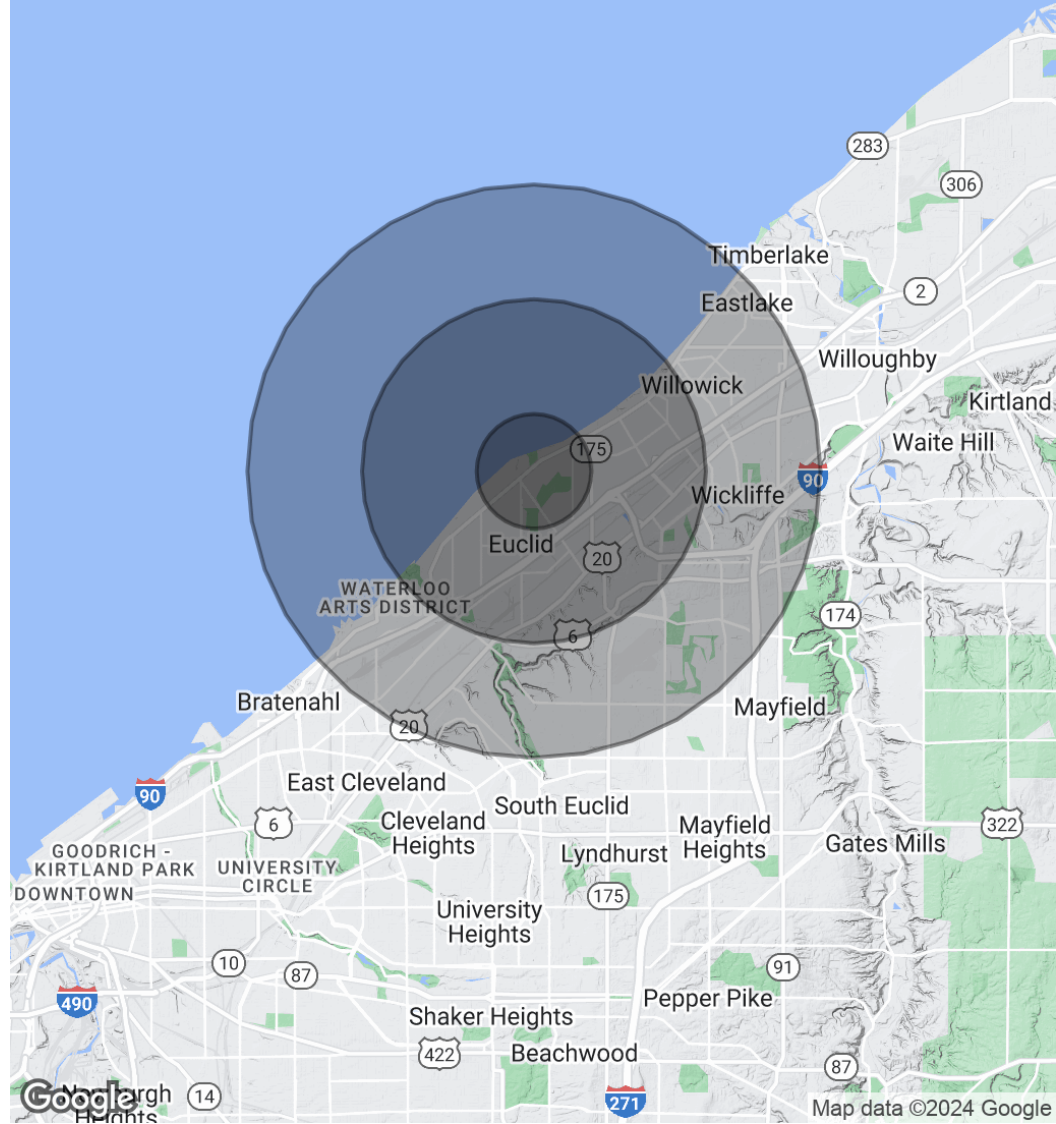 283
306
Timberlake
2
Eastlake
Willoughby
Willowick
Kirtland
Waite Hill
175
90
Wickliffe
Euclid
20
WATERLOO
ARTS DISTRICT
174
6
Bratenahl
Mayfield
20
East Cleveland
90
South Euclid
6
Cleveland
Heights
Mayfield
Heights
322
Gates Mills
GOODRICH -
KIRTLAND PARK
UNIVERSITY
CIRCLE
Lyndhurst
DOWNTOWN
175
University
Heights
10
87
91
490
Pepper Pike
Shaker Heights
422
Beachwood
87
Google
Heights
14
271
Map data ©2024 Google